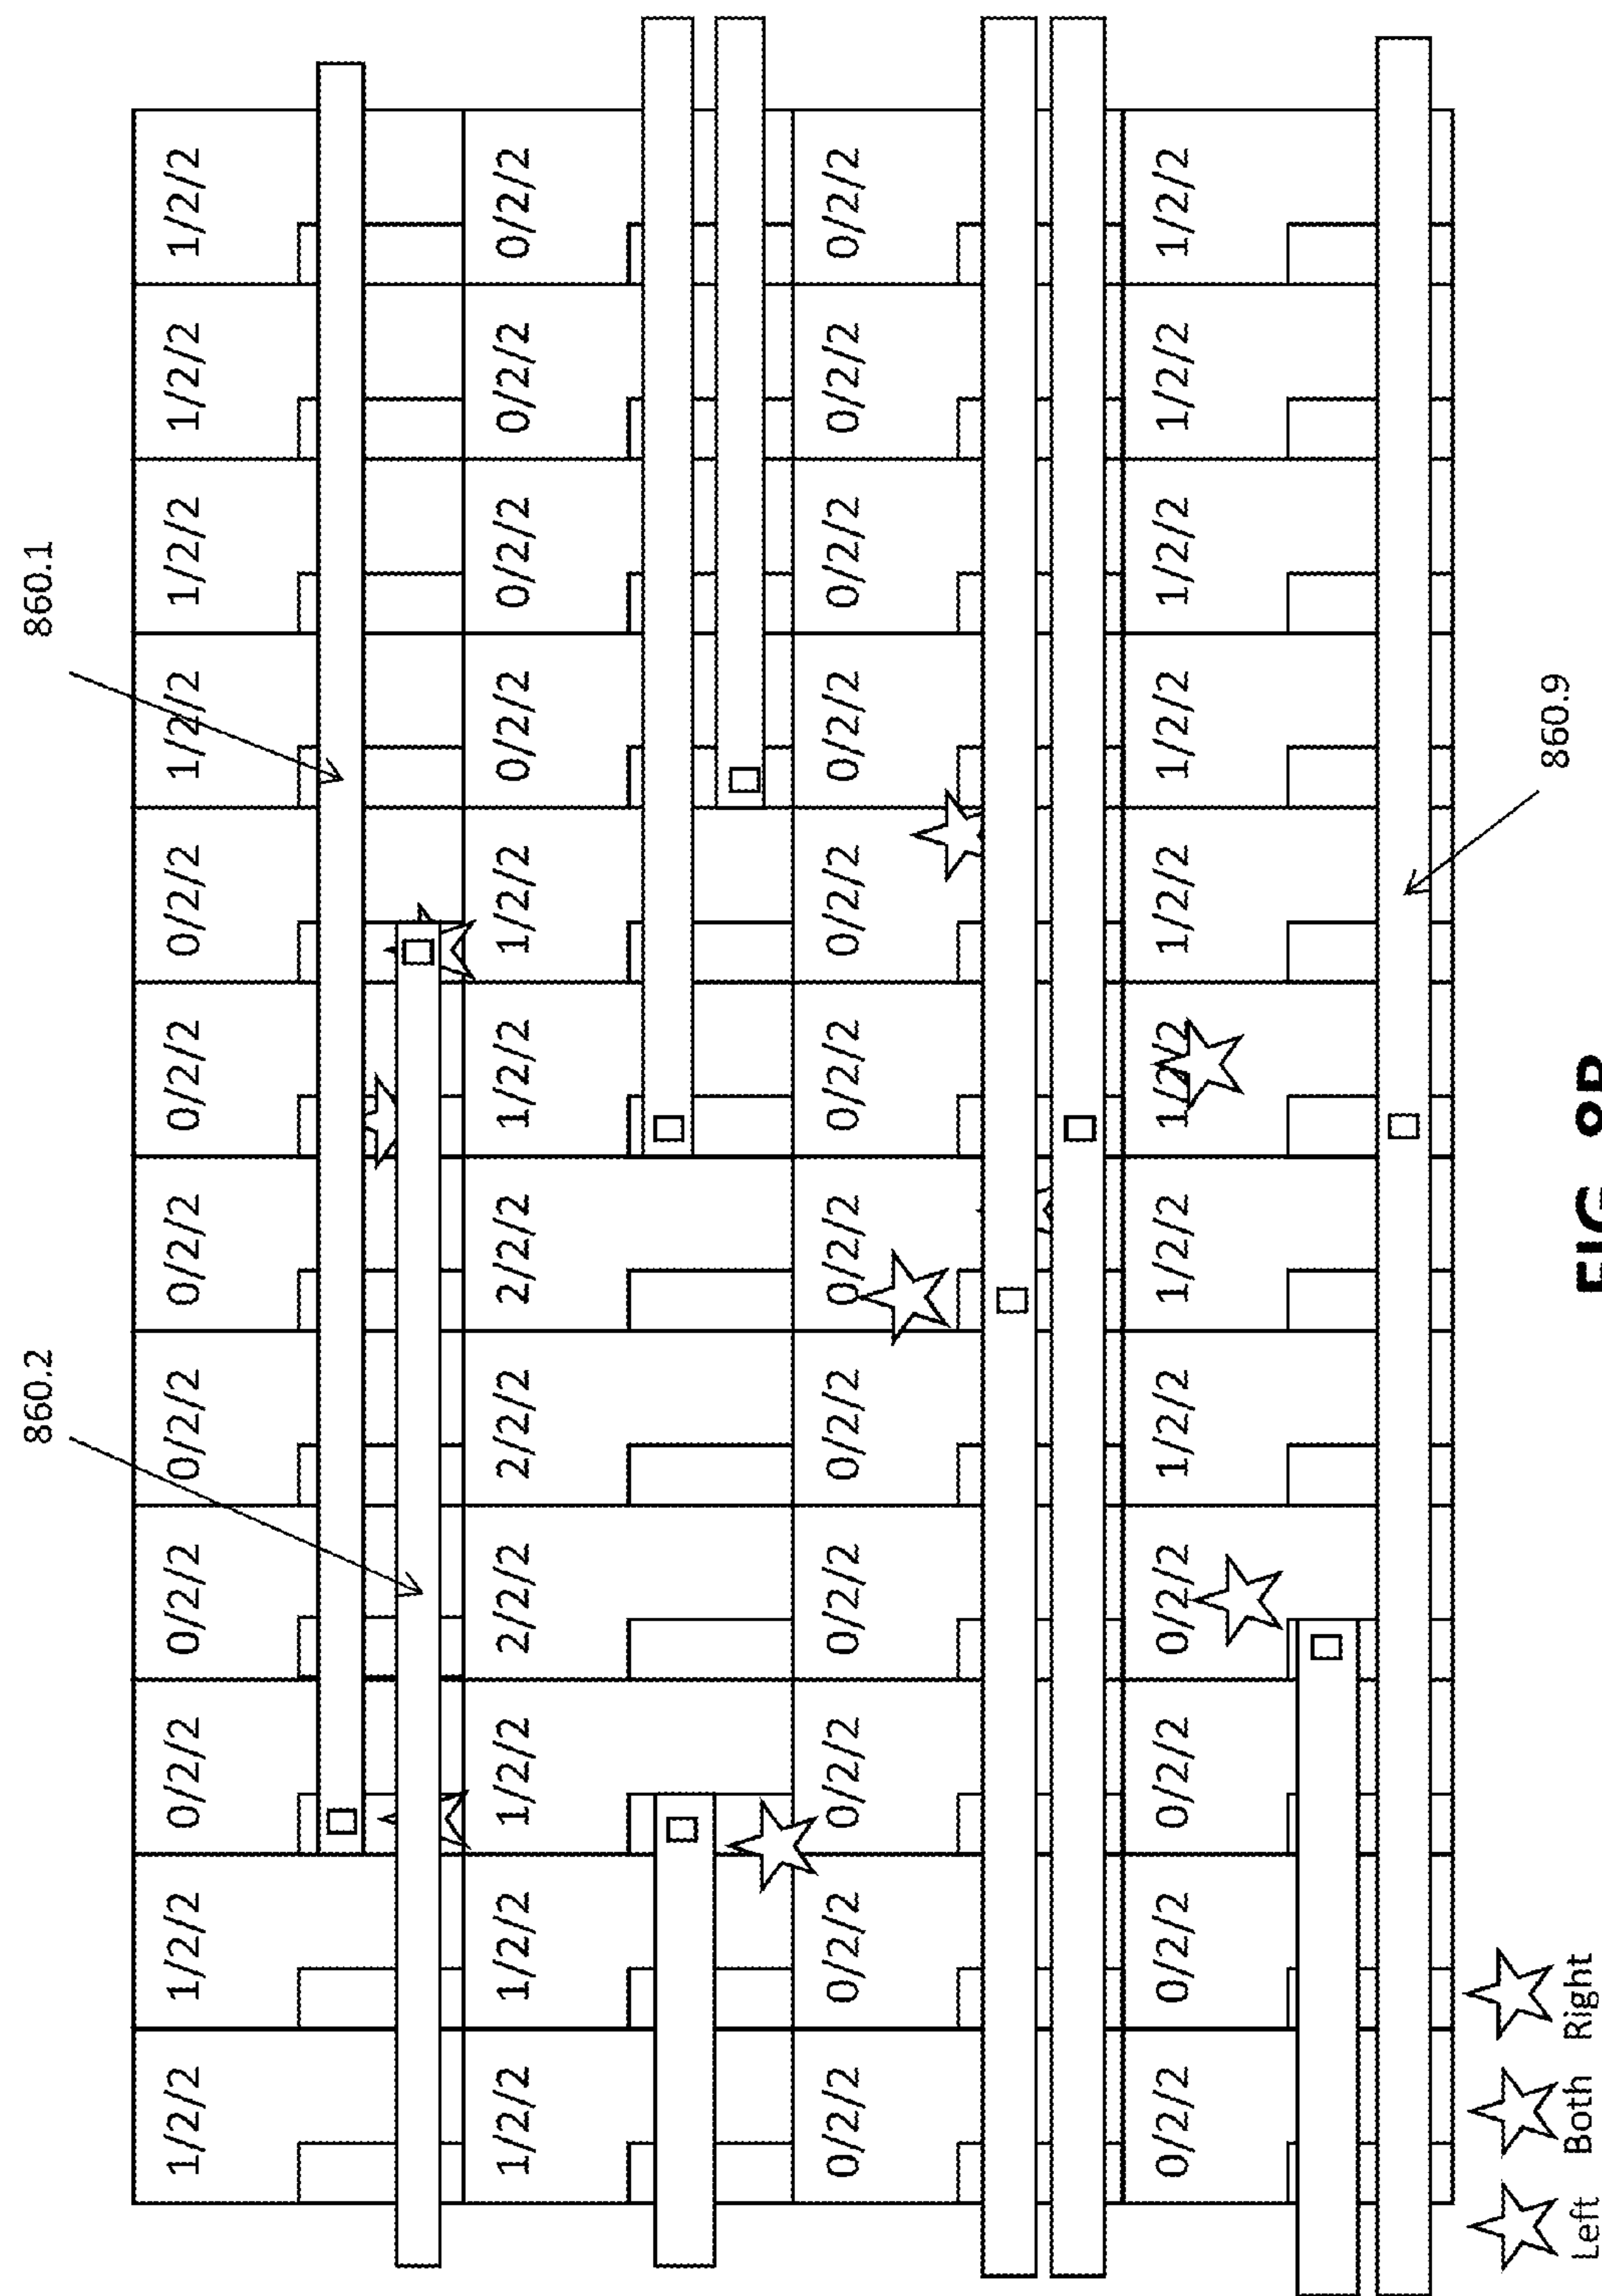 860.2 860.1
1/2/2 1/2/2 0/2/2 0/2/2 0/2/2 0/2/2 0/2/2 0/2/2 1/2/2 1/2/2 1/2/2 1/2/2
1/2/2 1/2/2 1/2/2 2/2/2 2/2/2 2/2/2 1/2/2 1/2/2 0/2/2 0/2/2 0/2/2 0/2/2
0/2/2 0/2/2 0/2/2 0/2/2 0/2/2 0/2/2 0/2/2 0/2/2 0/2/2 0/2/2 0/2/2 0/2/2
0/2/2 0/2/2 0/2/2 0/2/2 1/2/2 1/2/2 1/2/2 1/2/2 1/2/2 1/2/2 1/2/2 1/2/2
860.9
Left Both Right
FIG. 8B